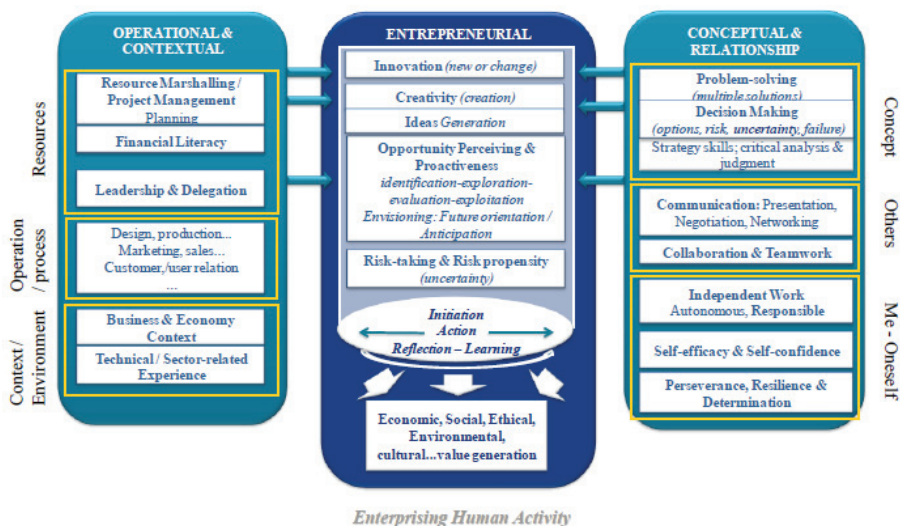 OPERATIONAL &
CONTEXTUAL
Resources
Resource Marshalling /
Project Management
Planning
Financial Literacy
Leadership & Delegation
Operation
/ process
Design, production...
Marketing, sales...
Customer,/user relation
...
Context /
Environment
Business & Economy
Context
Technical / Sector-related
Experience
ENTREPRENEURIAL
Innovation (new or change)
Creativity (creation)
Ideas Generation
Opportunity Perceiving &
Proactiveness
identification-exploration-
evaluation-exploitation
Envisioning: Future orientation /
Anticipation
Risk-taking & Risk propensity
(uncertainty)
Initiation
Action
Reflection – Learning
Economic, Social, Ethical,
Environmental,
cultural...value generation
CONCEPTUAL &
RELATIONSHIP
Concept
Problem-solving
(multiple solutions)
Decision Making
(options, risk, uncertainty, failure)
Strategy skills; critical analysis &
judgment
Others
Communication: Presentation,
Negotiation, Networking
Collaboration & Teamwork
Me - Oneself
Independent Work
Autonomous, Responsible
Self-efficacy & Self-confidence
Perseverance, Resilience &
Determination
Enterprising Human Activity